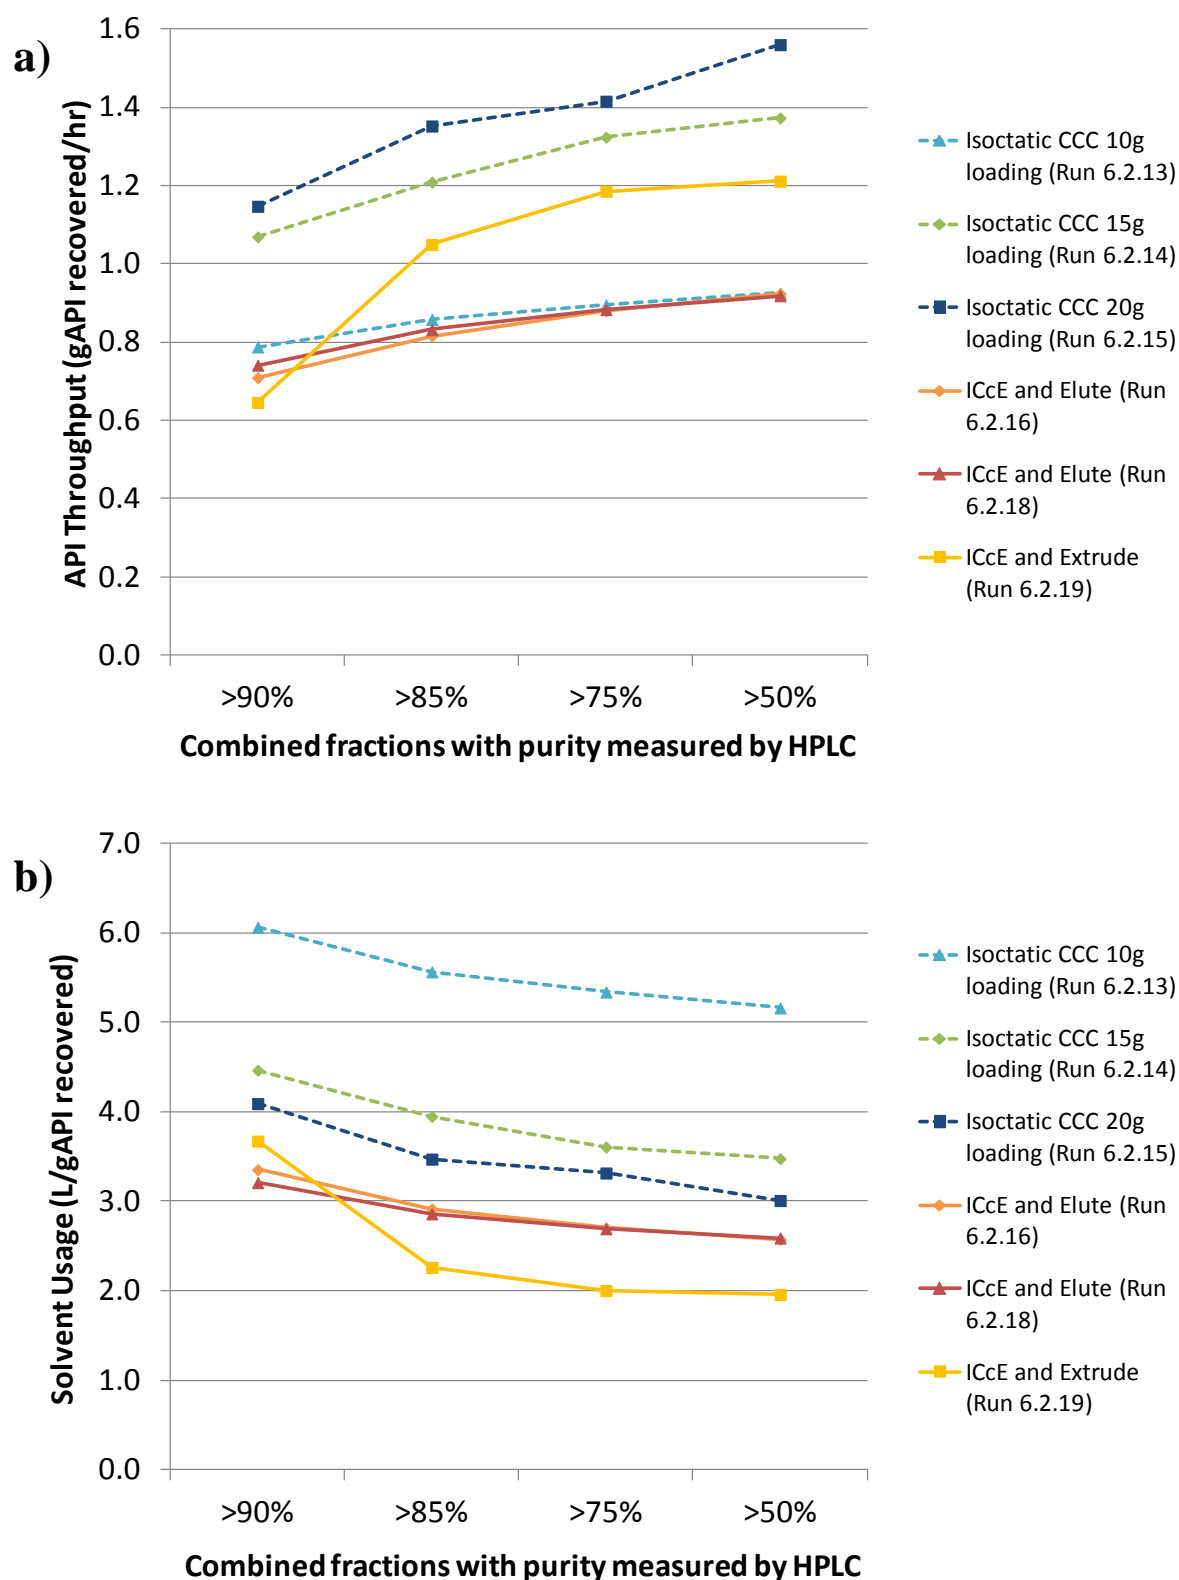 a)
API Throughput (gAPI recovered/hr)
1.6
1.4
1.2
1.0
0.8
0.6
0.4
0.2
0.0
>90%
>85%
>75%
>50%
Combined fractions with purity measured by HPLC
Isoctatic CCC 10g
loading (Run 6.2.13)
Isoctatic CCC 15g
loading (Run 6.2.14)
Isoctatic CCC 20g
loading (Run 6.2.15)
ICcE and Elute (Run
6.2.16)
ICcE and Elute (Run
6.2.18)
ICcE and Extrude
(Run 6.2.19)
b)
Solvent Usage (L/gAPI recovered)
7.0
6.0
5.0
4.0
3.0
2.0
1.0
0.0
>90%
>85%
>75%
>50%
Combined fractions with purity measured by HPLC
Isoctatic CCC 10g
loading (Run 6.2.13)
Isoctatic CCC 15g
loading (Run 6.2.14)
Isoctatic CCC 20g
loading (Run 6.2.15)
ICcE and Elute (Run
6.2.16)
ICcE and Elute (Run
6.2.18)
ICcE and Extrude
(Run 6.2.19)